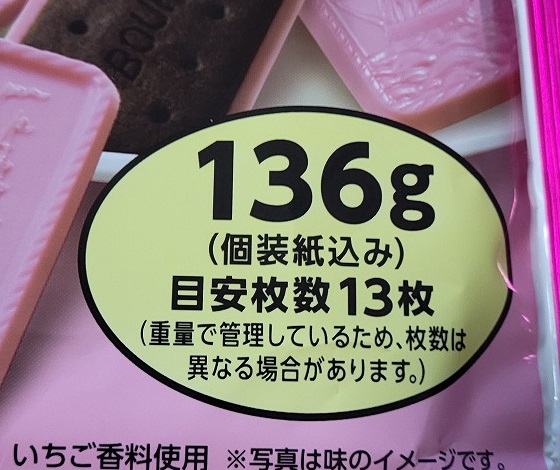 BOU
136g
(個装紙込み)
目安枚数13枚
(重量で管理しているため、枚数は
異なる場合があります。)
いちご香料使用 ※写真は味のイメージです。